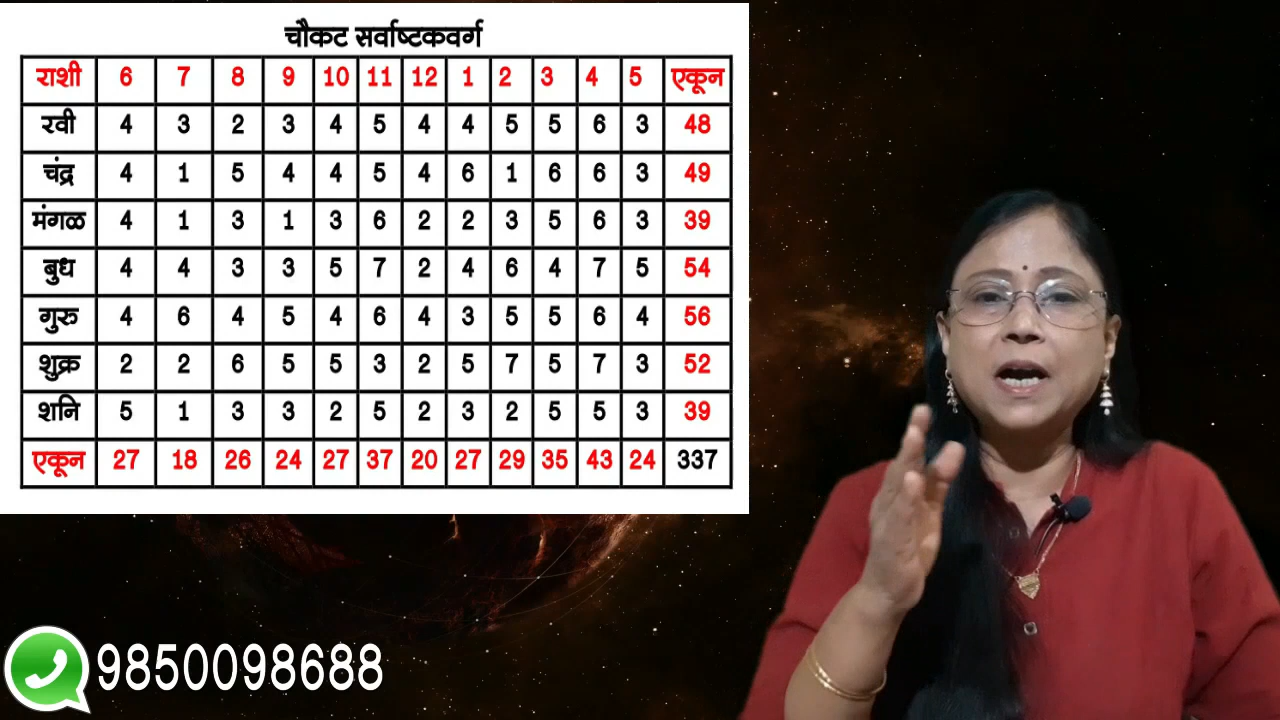 चौकट सर्वाष्टकवर्ग
राशी 6 7 8 9 10 11 12 1 2 3 4 5 एकून
रवी 4 3 2 3 4 5 4 4 5 5 6 3 48
चंद्र 4 1 5 4 4 5 4 6 1 6 6 3 49
मंगळ 4 1 3 1 3 6 2 2 3 5 6 3 39
बुध 4 4 3 3 5 7 2 4 6 4 7 5 54
गुरु 4 6 4 5 4 6 4 3 5 5 6 4 56
शुक्र 2 2 6 5 5 3 2 5 7 5 7 3 52
शनि 5 1 3 3 2 5 2 3 2 5 5 3 39
एकून 27 18 26 24 27 37 20 27 29 35 43 24 337
9850098688